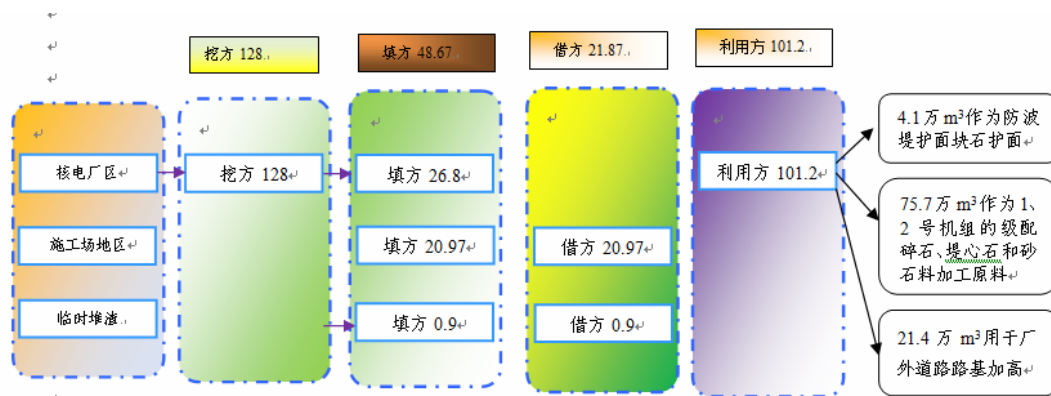 挖方 128
填方 48.67
借方 21.87
利用方 101.2
核电厂区
挖方 128
填方 26.8
利用方 101.2
施工场地区
填方 20.97
借方 20.97
临时堆渣
填方 0.9
借方 0.9
4.1 万 m³作为防波
堤护面块石护面
75.7 万 m³作为 1、
2 号机组的级配
碎石、堤心石和砂
石料加工原料
21.4 万 m³用于厂
外道路路基加高